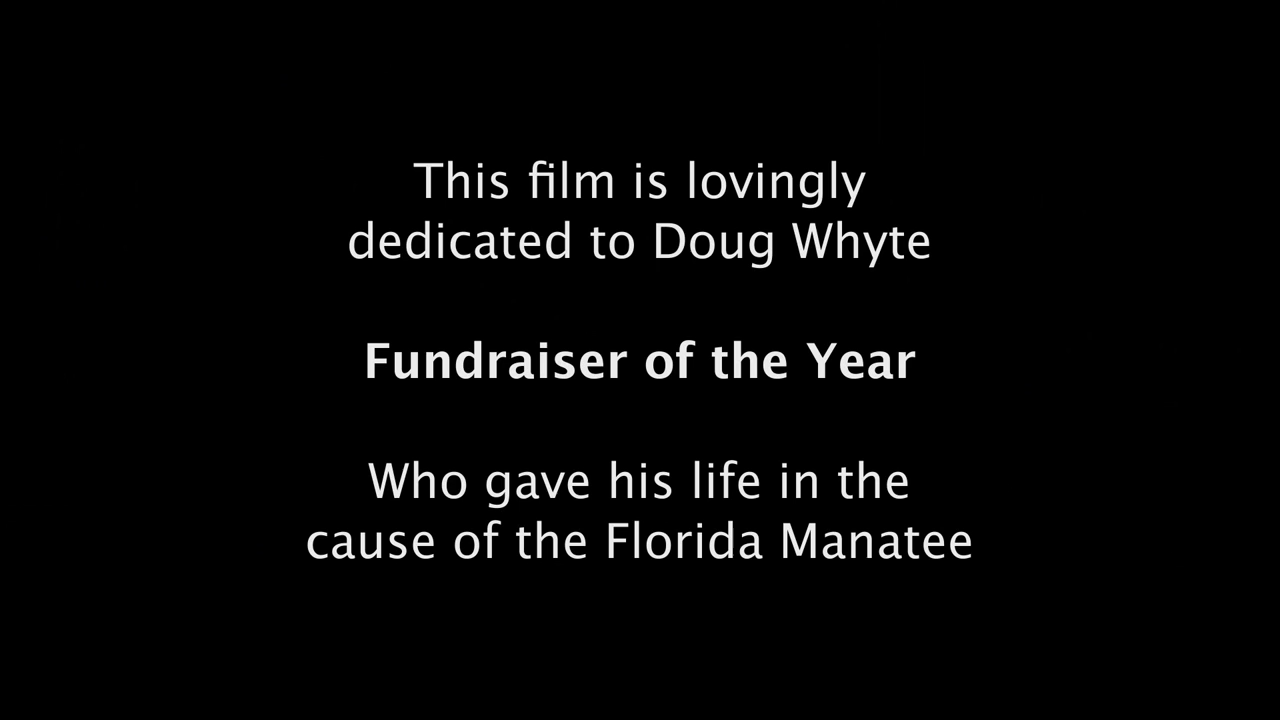 This film is lovingly
dedicated to Doug Whyte
Fundraiser of the Year
Who gave his life in the
cause of the Florida Manatee